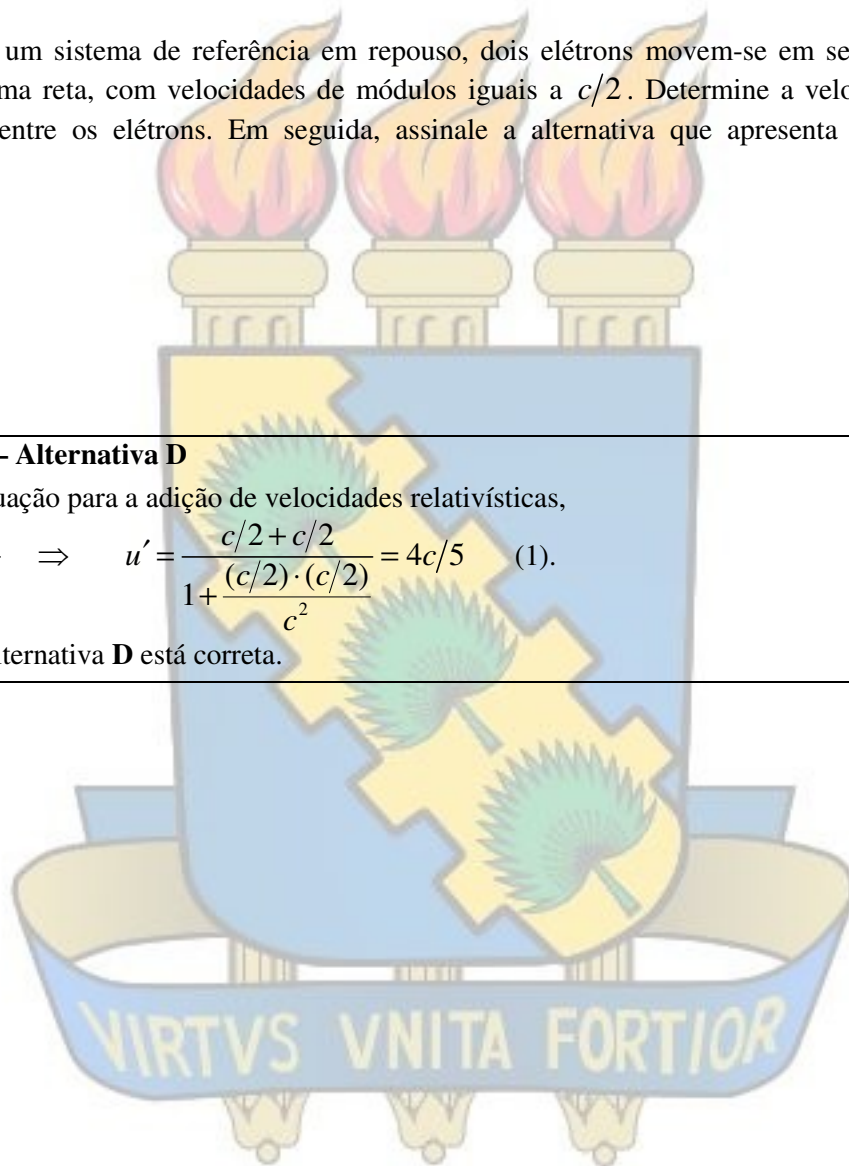 um sistema de referência em repouso, dois elétrons movem-se em se
ma reta, com velocidades de módulos iguais a c/2. Determine a velo
entre os elétrons. Em seguida, assinale a alternativa que apresenta
– Alternativa D
uação para a adição de velocidades relativísticas,
⇒ u′ = (c/2 + c/2) / (1 + ((c/2)·(c/2))/c²) = 4c/5 (1).
lternativa D está correta.
VIRTVS VNITA FORTIOR